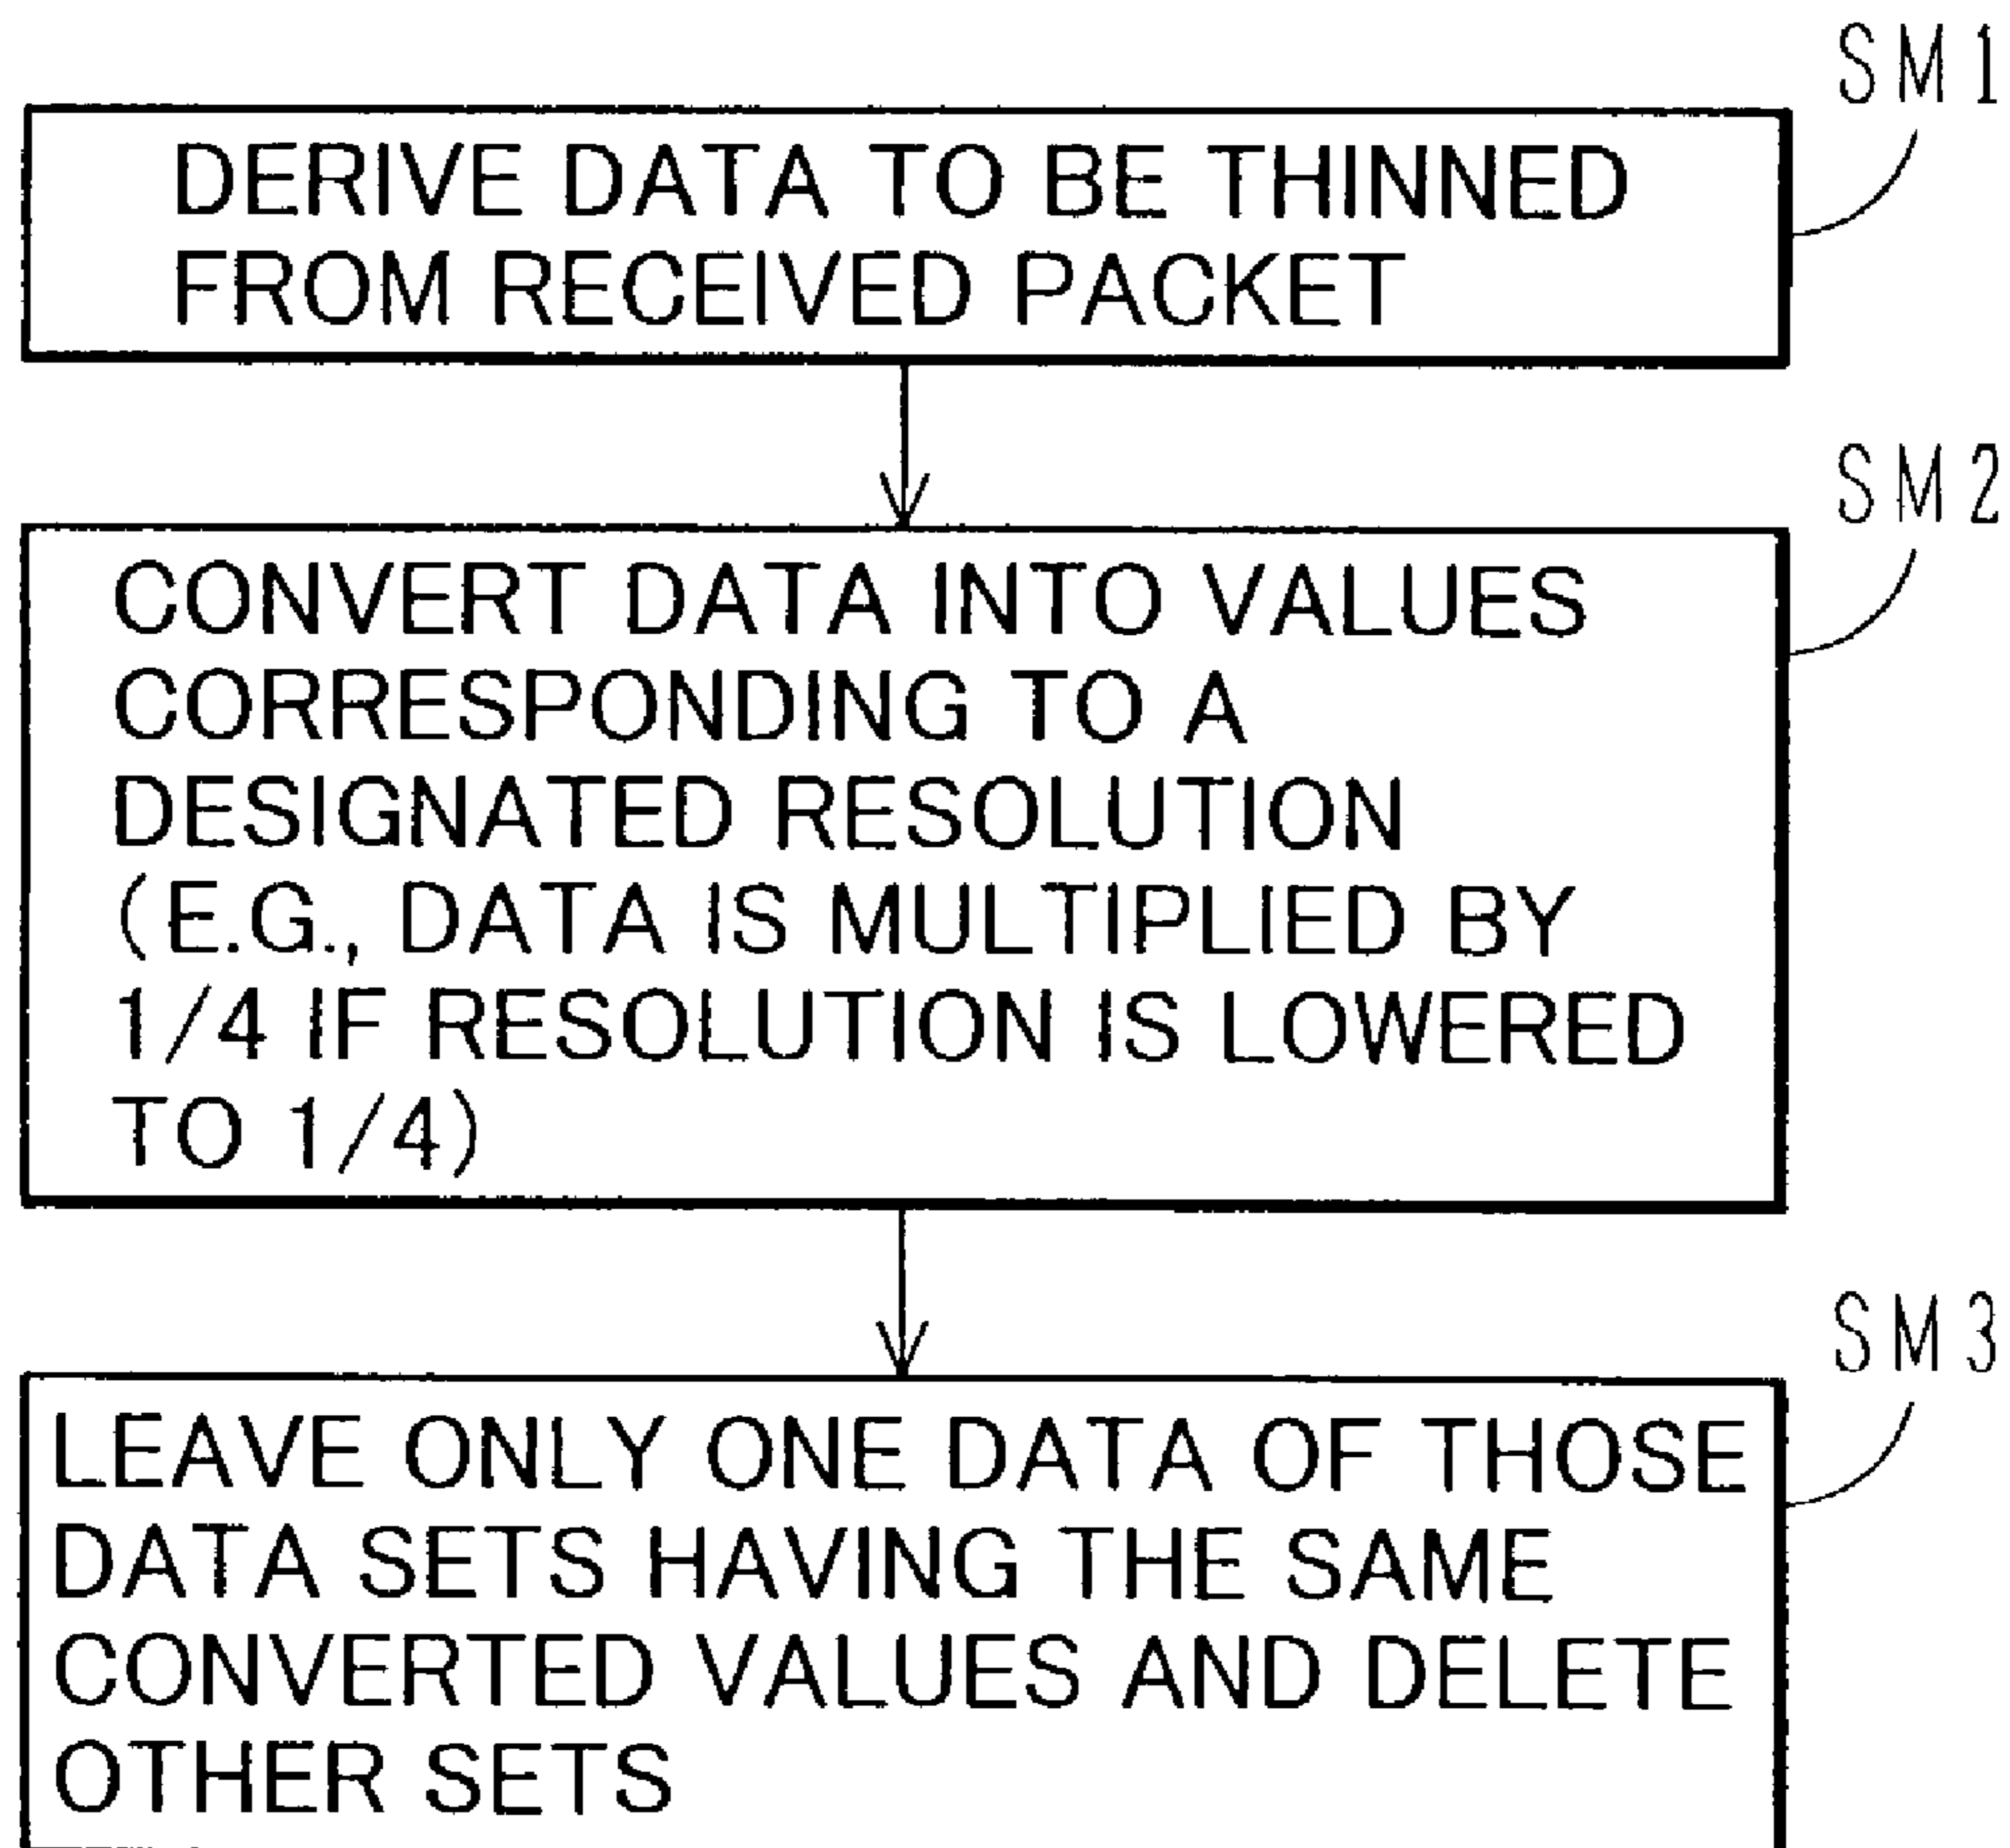 SM1
DERIVE DATA TO BE THINNED
FROM RECEIVED PACKET
SM2
CONVERT DATA INTO VALUES
CORRESPONDING TO A
DESIGNATED RESOLUTION
(E.G., DATA IS MULTIPLIED BY
1/4 IF RESOLUTION IS LOWERED
TO 1/4)
SM3
LEAVE ONLY ONE DATA OF THOSE
DATA SETS HAVING THE SAME
CONVERTED VALUES AND DELETE
OTHER SETS